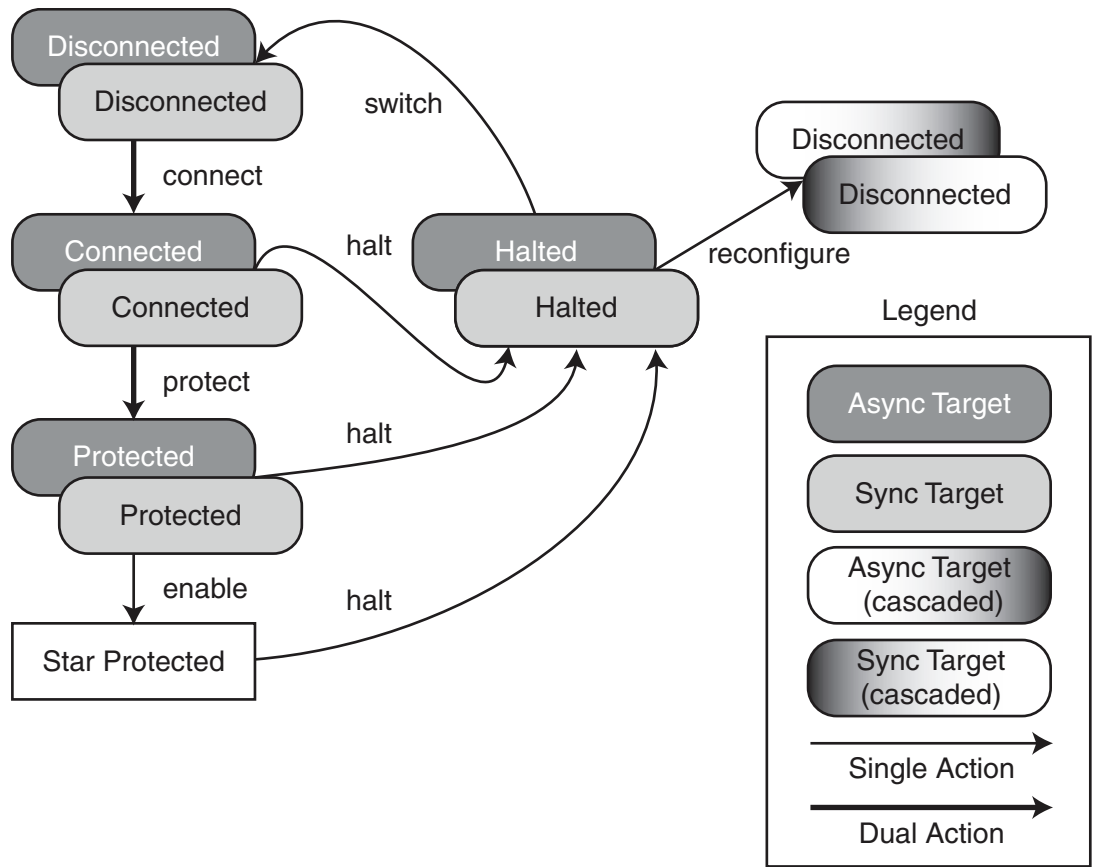 Disconnected
Disconnected
switch
Disconnected
Disconnected
connect
Connected
Connected
halt
Halted
Halted
reconfigure
Legend
protect
Async Target
Protected
Protected
halt
Sync Target
enable
halt
Async Target
(cascaded)
Star Protected
Sync Target
(cascaded)
Single Action
Dual Action